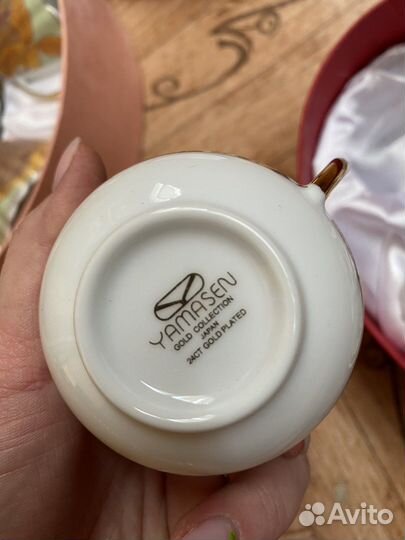 YAMASEN
GOLD COLLECTION
JAPAN
24CT GOLD PLATED
Avito